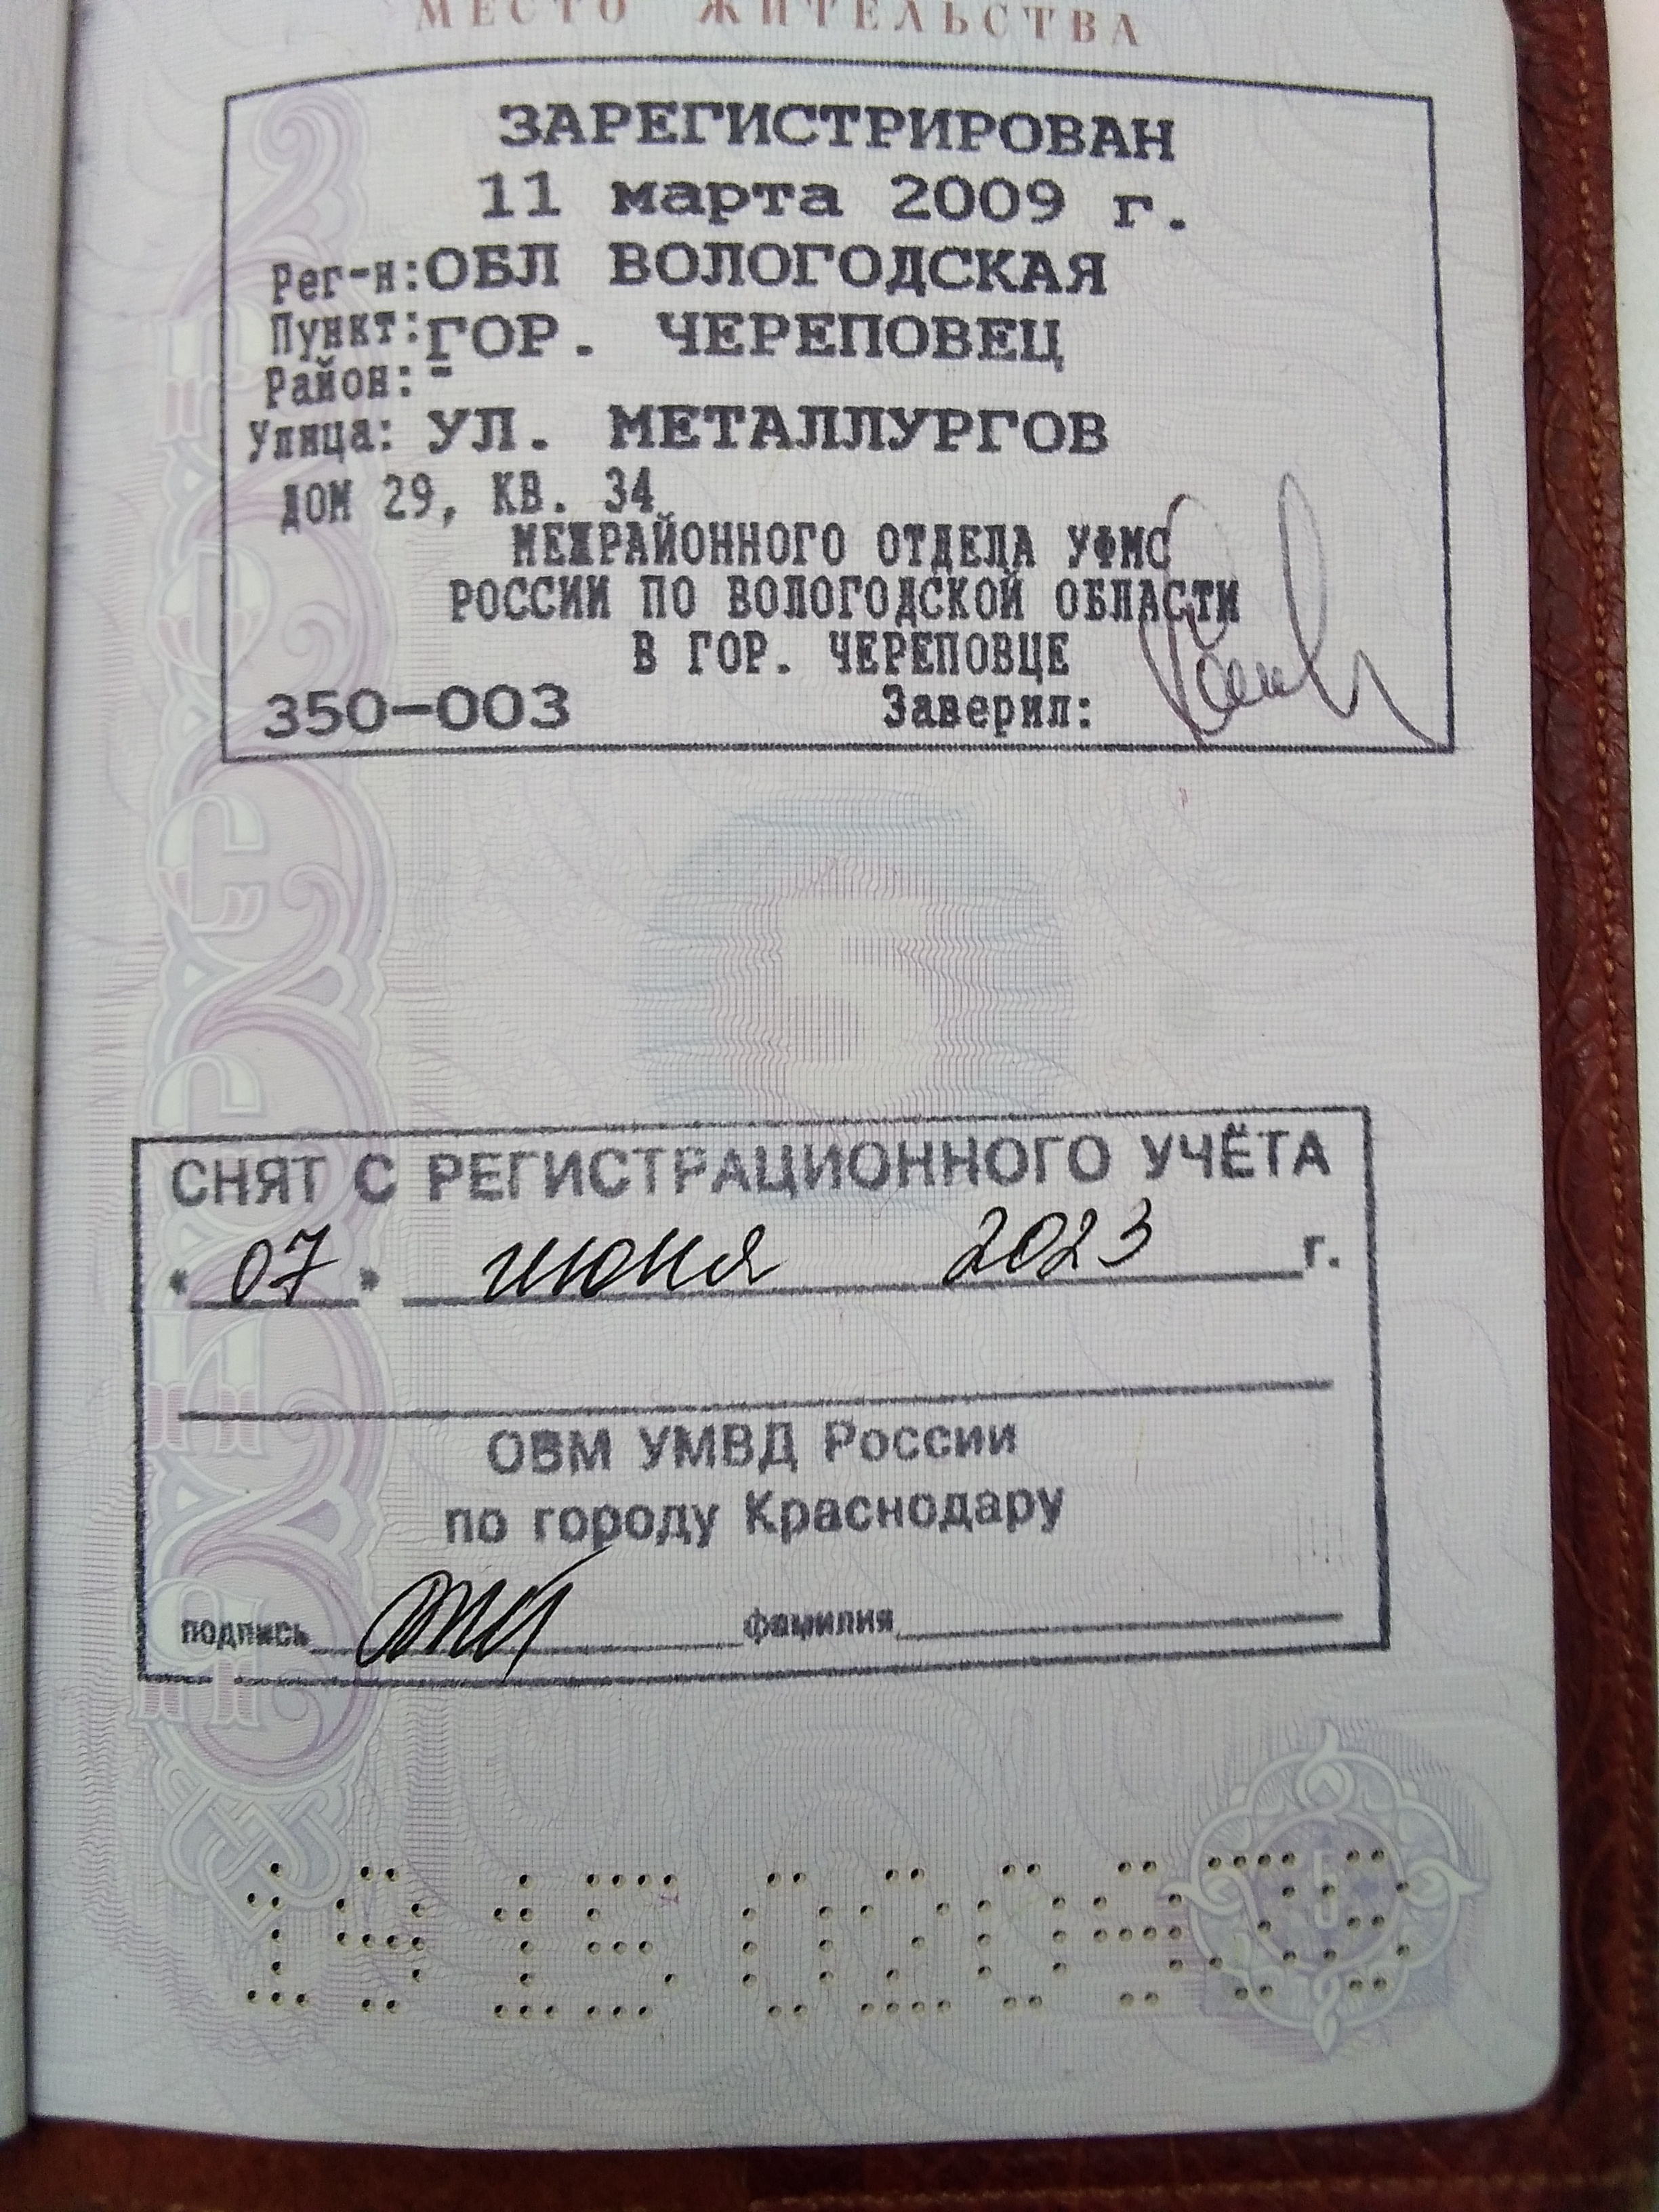 МЕСТО ЖИТЕЛЬСТВА
ЗАРЕГИСТРИРОВАН
11 марта 2009 г.
Рег-н: ОБЛ ВОЛОГОДСКАЯ
Пункт: ГОР. ЧЕРЕПОВЕЦ
Район: -
Улица: УЛ. МЕТАЛЛУРГОВ
ДОМ 29, КВ. 34
МЕЖРАЙОННОГО ОТДЕЛА УФМС
РОССИИ ПО ВОЛОГОДСКОЙ ОБЛАСТИ
В ГОР. ЧЕРЕПОВЦЕ
350-003 Заверил:
5
СНЯТ С РЕГИСТРАЦИОННОГО УЧЁТА
"07" июня 2023 г.
ОВМ УМВД России
по городу Краснодару
подпись фамилия
5